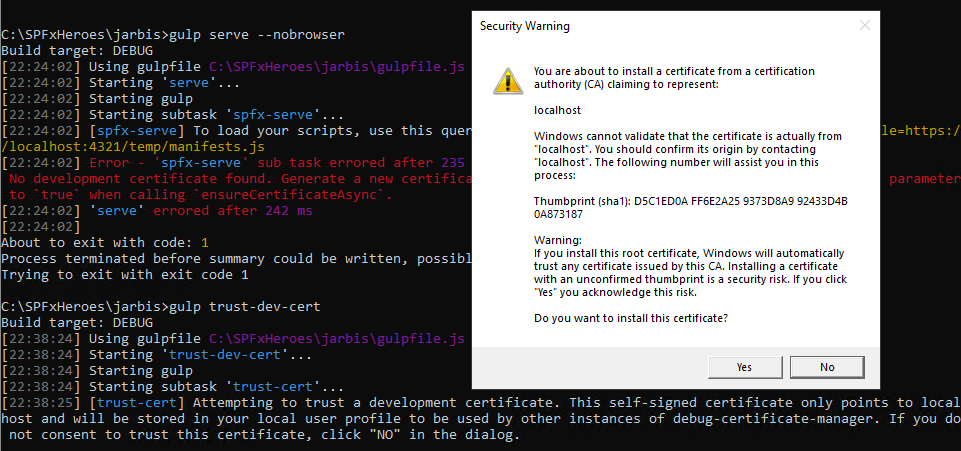 C:\SPFxHeroes\jarbis>gulp serve --nobrowser
Build target: DEBUG
[22:24:02] Using gulpfile C:\SPFxHeroes\jarbis\gulpfile.js
[22:24:02] Starting 'serve'...
[22:24:02] Starting gulp
[22:24:02] Starting subtask 'spfx-serve'...
[22:24:02] [spfx-serve] To load your scripts, use this quer le=https:/
/localhost:4321/temp/manifests.js
[22:24:02] Error - 'spfx-serve' sub task errored after 235
No development certificate found. Generate a new certifica parameter
to `true` when calling `ensureCertificateAsync`.
[22:24:02] 'serve' errored after 242 ms
[22:24:02]
About to exit with code: 1
Process terminated before summary could be written, possibl
Trying to exit with exit code 1
C:\SPFxHeroes\jarbis>gulp trust-dev-cert
Build target: DEBUG
[22:38:24] Using gulpfile C:\SPFxHeroes\jarbis\gulpfile.js
[22:38:24] Starting 'trust-dev-cert'...
[22:38:24] Starting gulp
[22:38:24] Starting subtask 'trust-cert'...
[22:38:25] [trust-cert] Attempting to trust a development certificate. This self-signed certificate only points to local
host and will be stored in your local user profile to be used by other instances of debug-certificate-manager. If you do
not consent to trust this certificate, click "NO" in the dialog.
Security Warning
You are about to install a certificate from a certification
authority (CA) claiming to represent:
localhost
Windows cannot validate that the certificate is actually from
"localhost". You should confirm its origin by contacting
"localhost". The following number will assist you in this
process:
Thumbprint (sha1): D5C1ED0A FF6E2A25 9373D8A9 92433D4B
0A873187
Warning:
If you install this root certificate, Windows will automatically
trust any certificate issued by this CA. Installing a certificate
with an unconfirmed thumbprint is a security risk. If you click
"Yes" you acknowledge this risk.
Do you want to install this certificate?
Yes
No